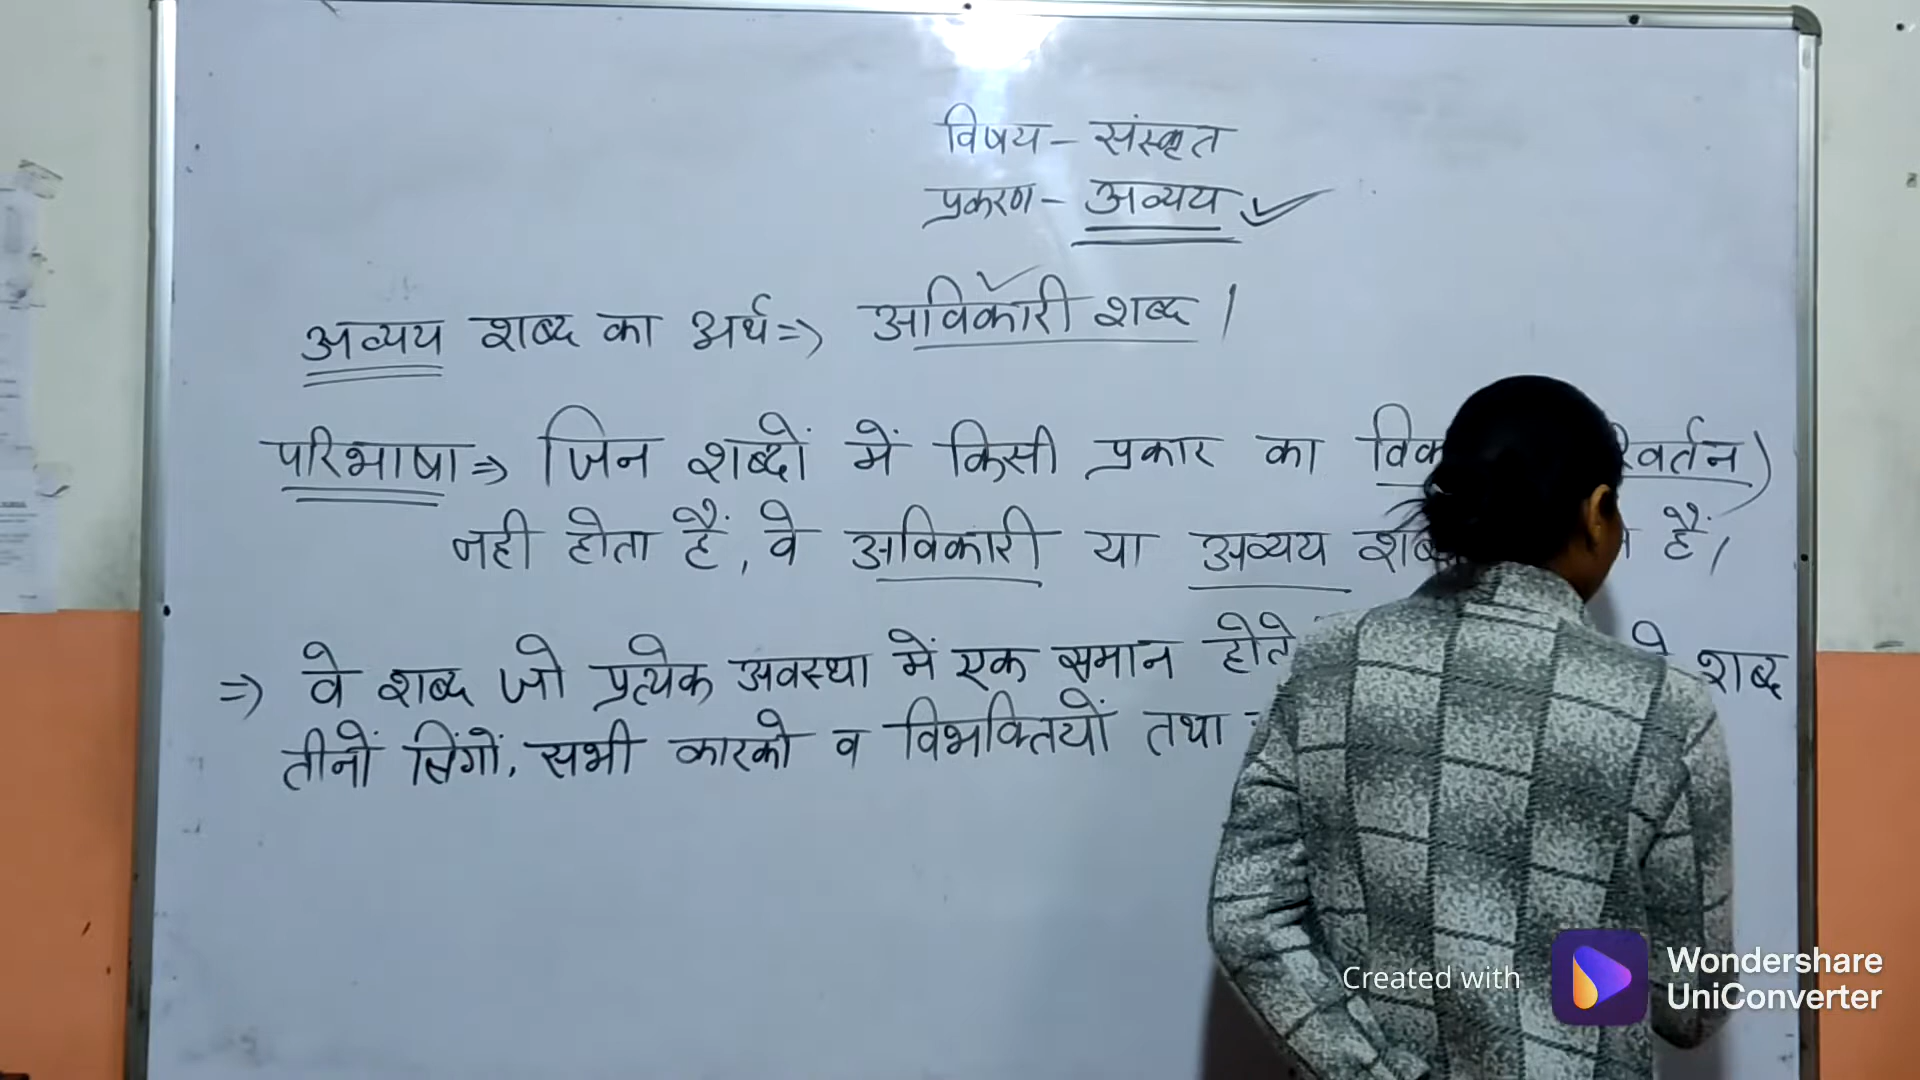 विषय - संस्कृत
प्रकरण - अव्यय
अव्यय शब्द का अर्थ => अविकारी शब्द।
परिभाषा => जिन शब्दों में किसी प्रकार का
नही होता हैं, वे अविकारी या अव्यय हैं।
=> वे शब्द जो प्रत्येक अवस्था में एक समान होते शब्द
तीनों लिंगों, सभी कारको व विभक्तियों तथा
Created with
Wondershare
UniConverter